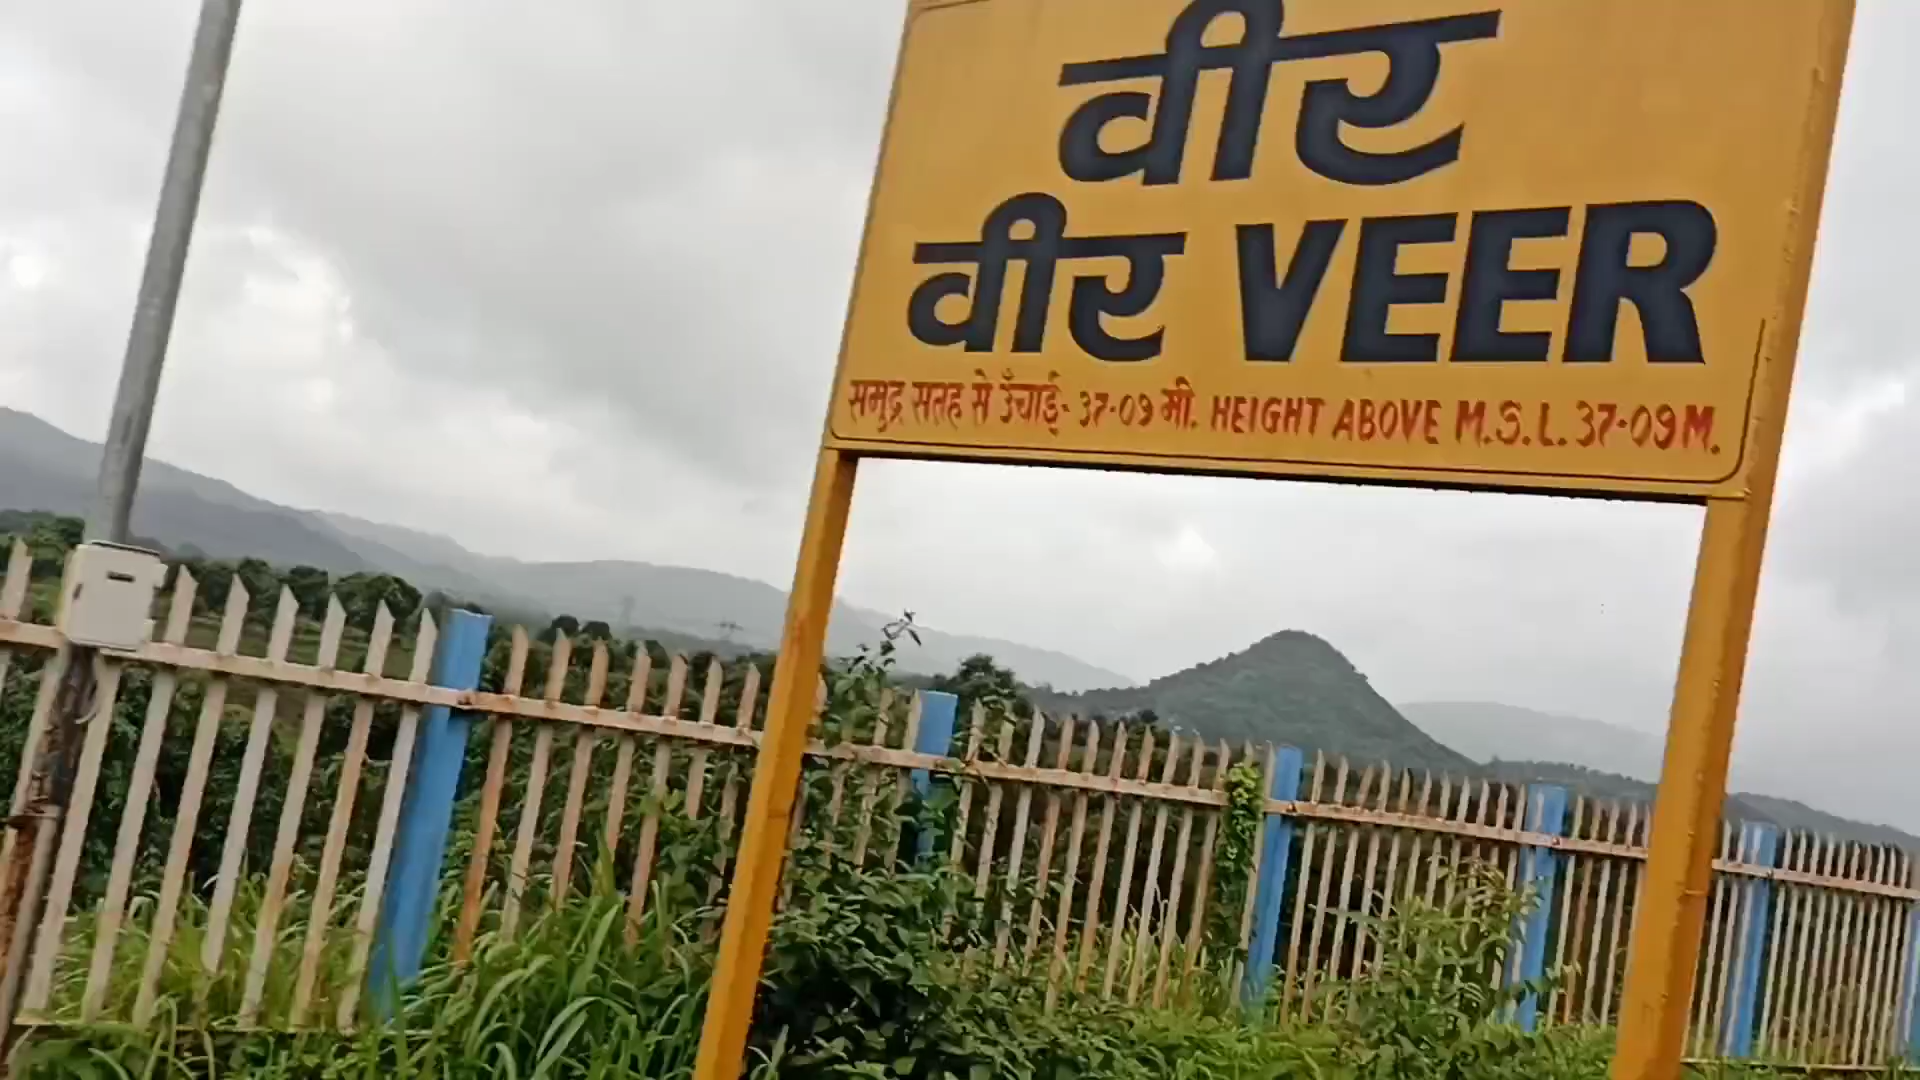 वीर
वीर VEER
समुद्र सतह से उँचाई- 37-09 मी. HEIGHT ABOVE M.S.L. 37-09 M.